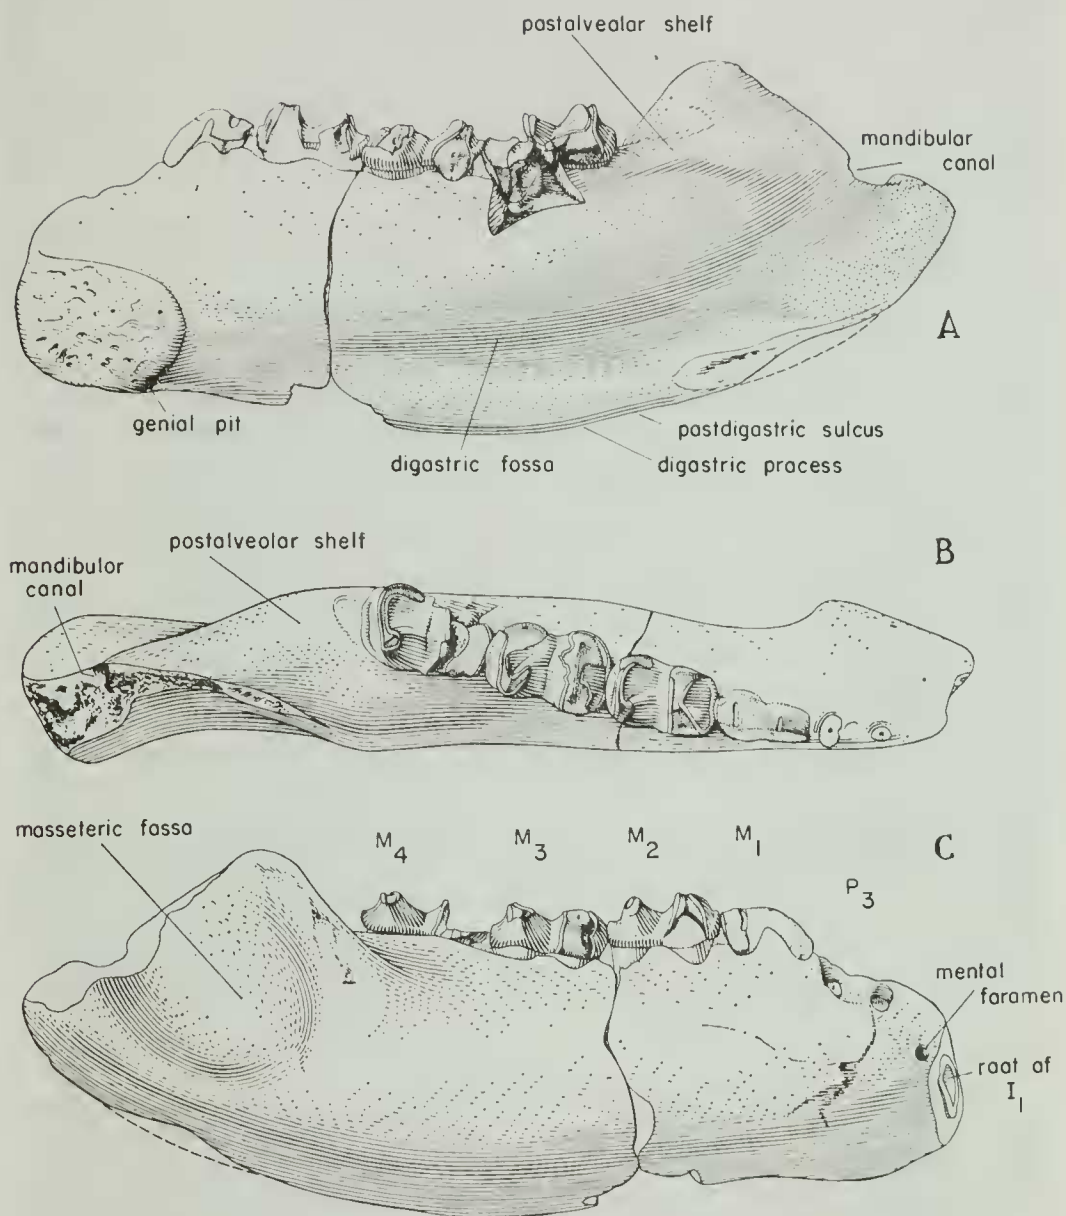 postalveolar shelf
mandibular
canal
A
genial pit
postdigastric sulcus
digastric fossa
digastric process
B
postalveolar shelf
mandibular
canal
masseteric fossa
M4
M3
M2
M1
C
P3
mental
foramen
root of
I1